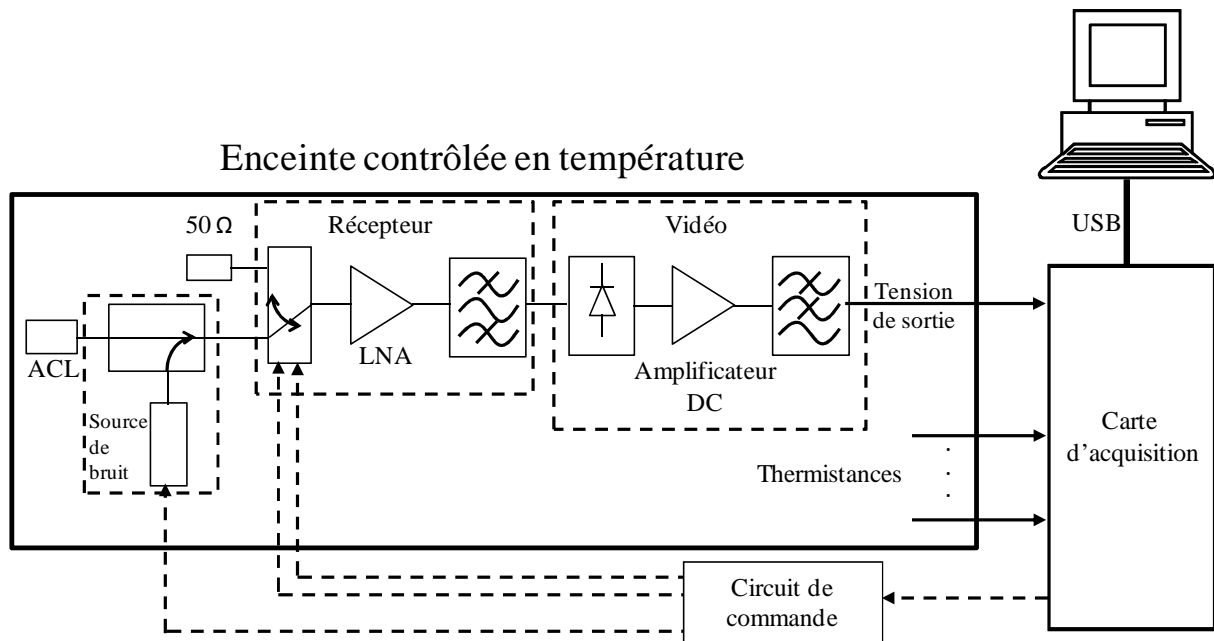 Enceinte contrôlée en température
USB
50 Ω
Récepteur
Vidéo
Tension
de sortie
ACL
LNA
Amplificateur
DC
Source
de
bruit
Thermistances
Carte
d'acquisition
Circuit de
commande